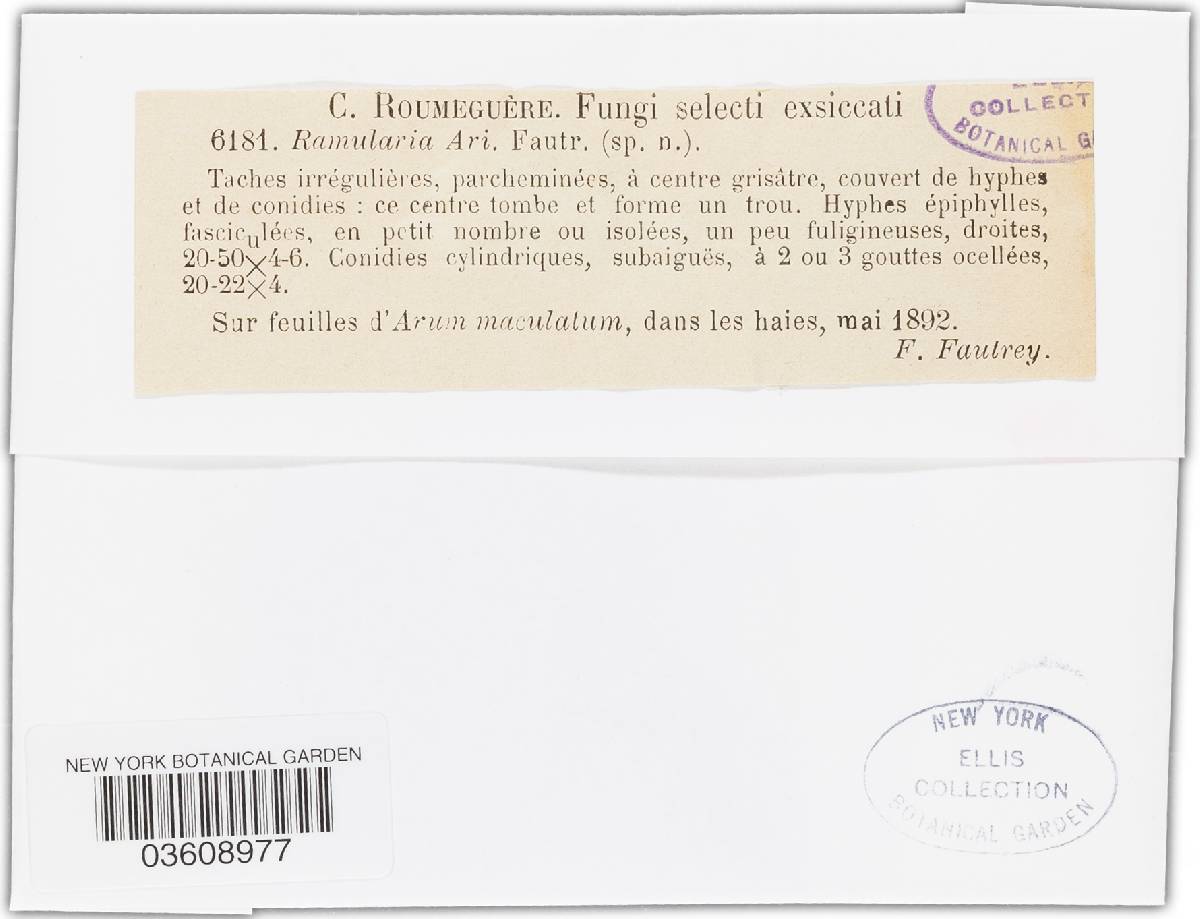 C. ROUMEGUÈRE. Fungi selecti exsiccati
COLLECT
BOTANICAL G
6181. Ramularia Ari. Fautr. (sp. n.).
Taches irrégulières, parcheminées, à centre grisâtre, couvert de hyphes
et de conidies : ce centre tombe et forme un trou. Hyphes épiphylles,
fasciculées, en petit nombre ou isolées, un peu fuligineuses, droites,
20-50×4-6. Conidies cylindriques, subaiguës, à 2 ou 3 gouttes ocellées,
20-22×4.
Sur feuilles d'Arum maculatum, dans les haies, mai 1892.
F. Fautrey.
NEW YORK BOTANICAL GARDEN
03608977
NEW YORK
ELLIS
COLLECTION
BOTANICAL GARDEN